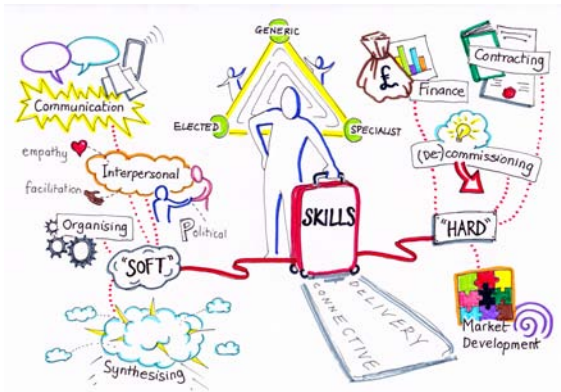 GENERIC
ELECTED
SPECIALIST
Communication
empathy
Interpersonal
facilitation
Political
Organising
"SOFT"
Synthesising
SKILLS
CONNECTIVE
DELIVERY
£
Finance
Contracting
(De-)commissioning
"HARD"
Market
Development